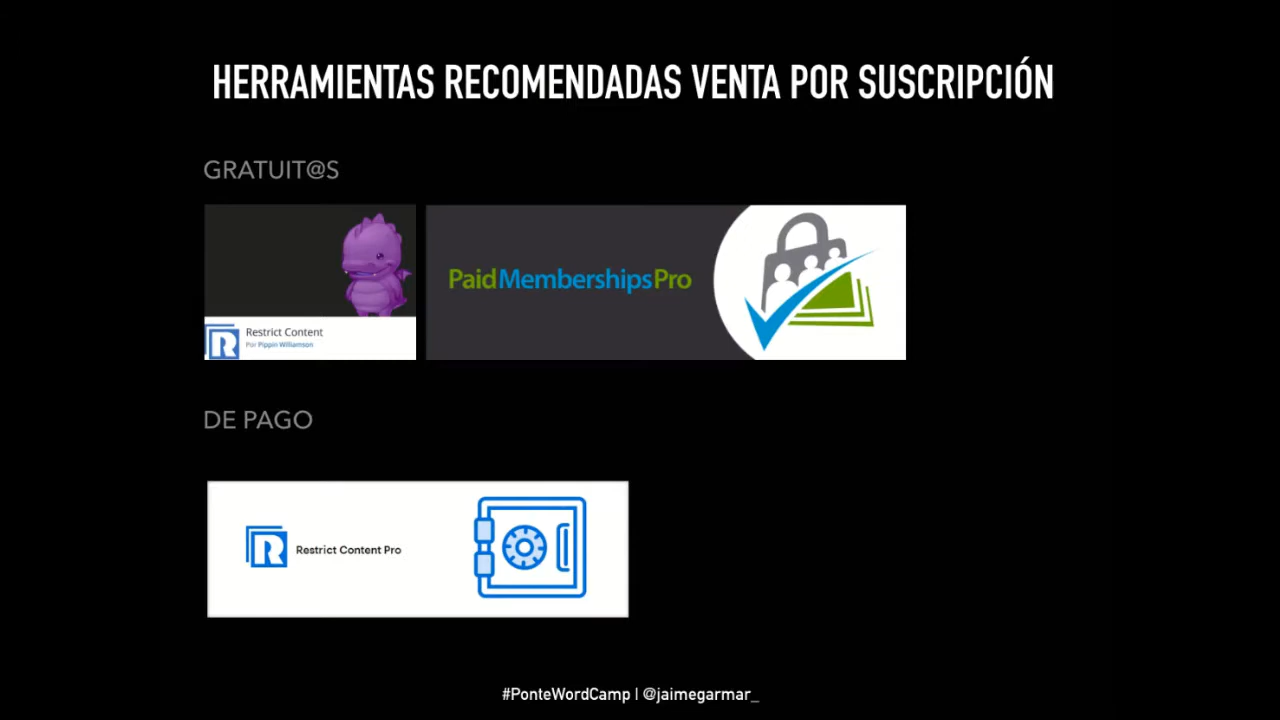 HERRAMIENTAS RECOMENDADAS VENTA POR SUSCRIPCIÓN
GRATUIT@S
PaidMembershipsPro
Restrict Content
Por Pippin Williamson
DE PAGO
Restrict Content Pro
#PonteWordCamp | @jaimegarmar_